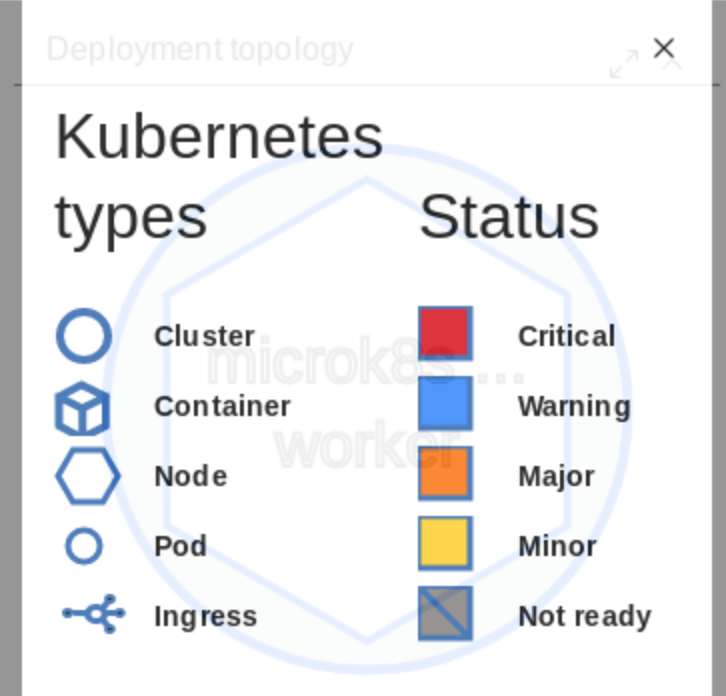 Deployment topology
Kubernetes
types
Status
Cluster
Critical
microk8s ...
Container
Warning
worker
Node
Major
Pod
Minor
Ingress
Not ready